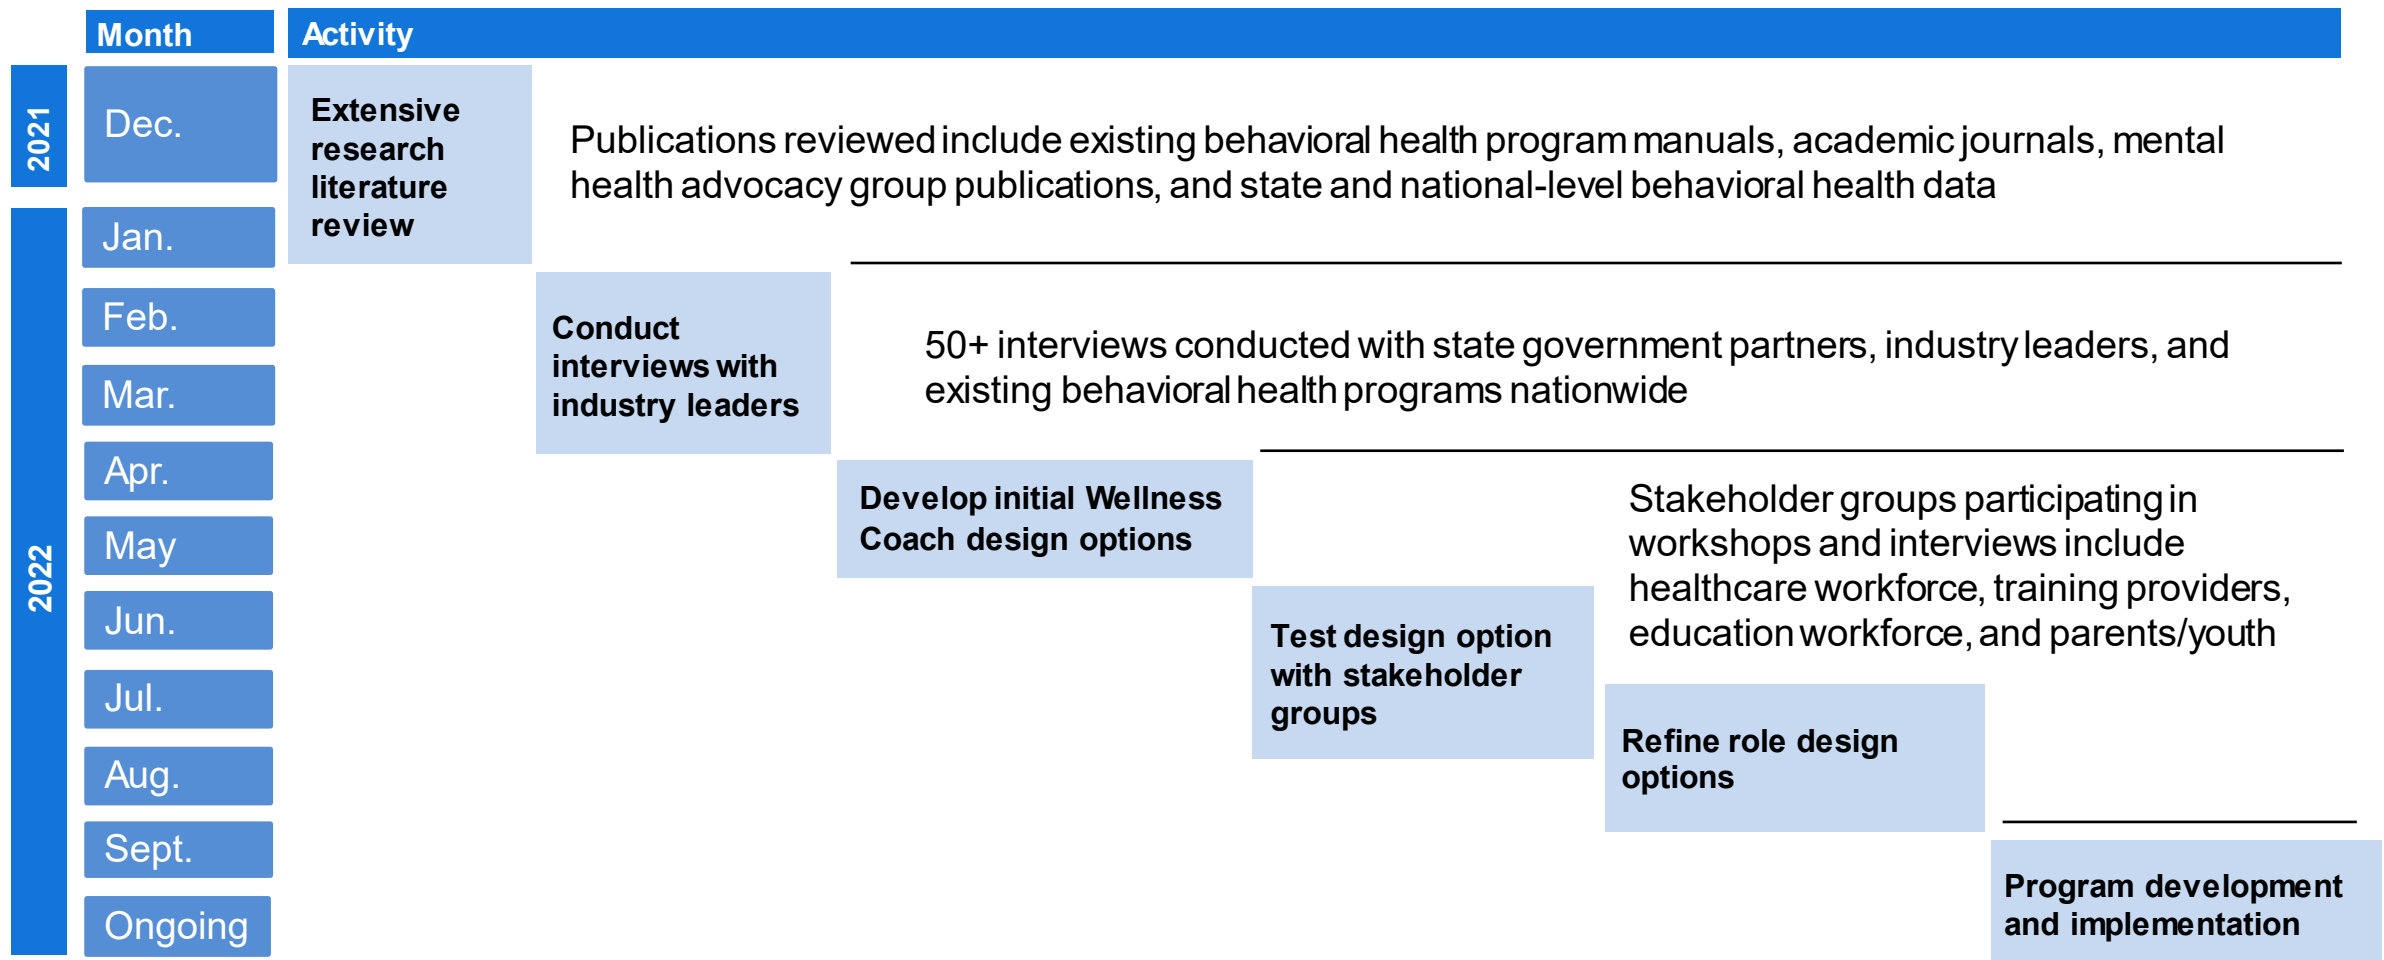 Month
Activity
2021
Dec.
Extensive
research
literature
review
Publications reviewed include existing behavioral health program manuals, academic journals, mental
health advocacy group publications, and state and national-level behavioral health data
2022
Jan.
Feb.
Conduct
interviews with
industry leaders
50+ interviews conducted with state government partners, industry leaders, and
existing behavioral health programs nationwide
Mar.
Apr.
Develop initial Wellness
Coach design options
Stakeholder groups participating in
workshops and interviews include
healthcare workforce, training providers,
education workforce, and parents/youth
May
Jun.
Test design option
with stakeholder
groups
Jul.
Refine role design
options
Aug.
Sept.
Ongoing
Program development
and implementation